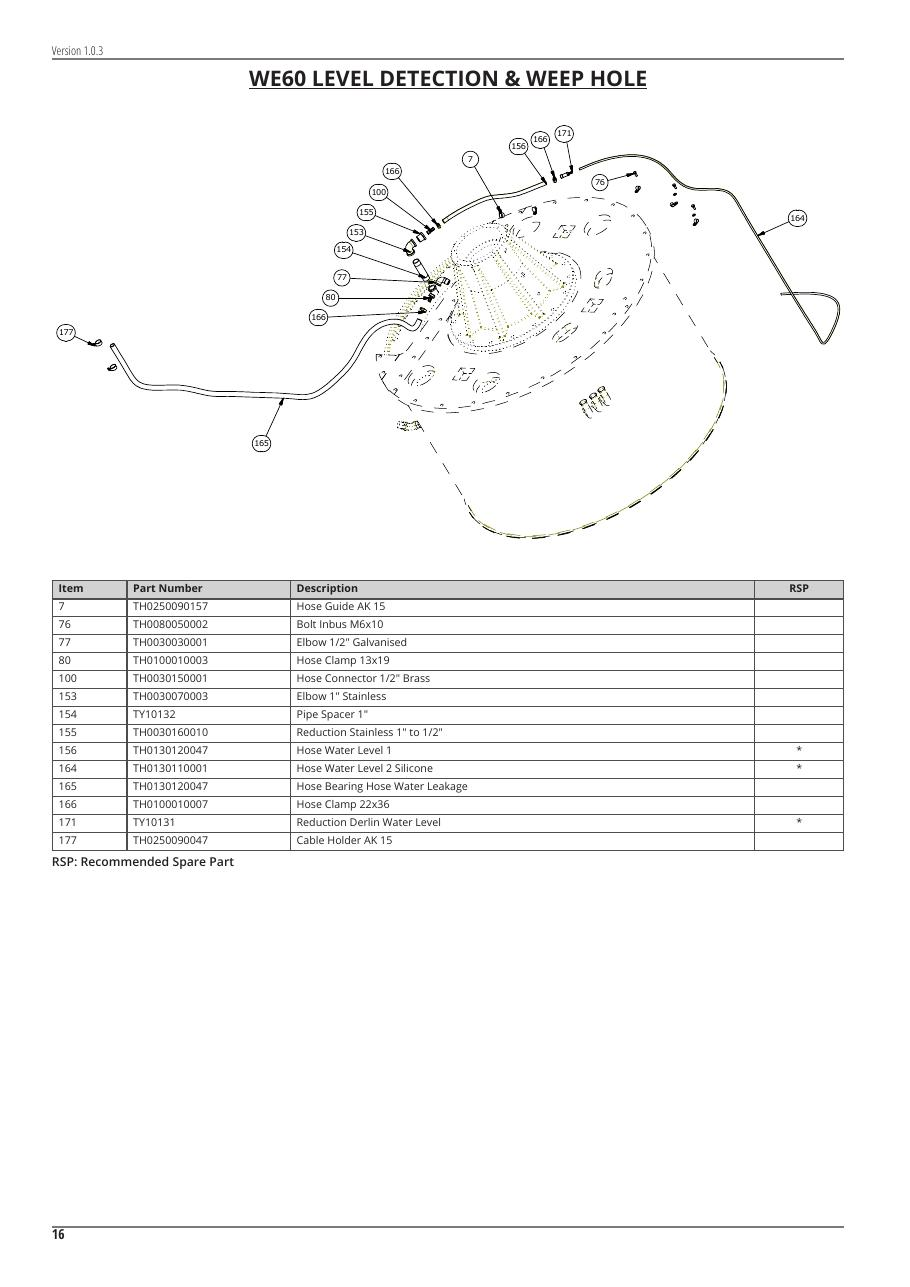 Version 1.0.3
WE60 LEVEL DETECTION & WEEP HOLE
171
166
156
7
166
76
100
155
164
153
154
77
80
166
177
165
Item Part Number Description RSP
7 TH0250090157 Hose Guide AK 15
76 TH0080050002 Bolt Inbus M6x10
77 TH0030030001 Elbow 1/2" Galvanised
80 TH0100010003 Hose Clamp 13x19
100 TH0030150001 Hose Connector 1/2" Brass
153 TH0030070003 Elbow 1" Stainless
154 TY10132 Pipe Spacer 1"
155 TH0030160010 Reduction Stainless 1" to 1/2"
156 TH0130120047 Hose Water Level 1 *
164 TH0130110001 Hose Water Level 2 Silicone *
165 TH0130120047 Hose Bearing Hose Water Leakage
166 TH0100010007 Hose Clamp 22x36
171 TY10131 Reduction Derlin Water Level *
177 TH0250090047 Cable Holder AK 15
RSP: Recommended Spare Part
16